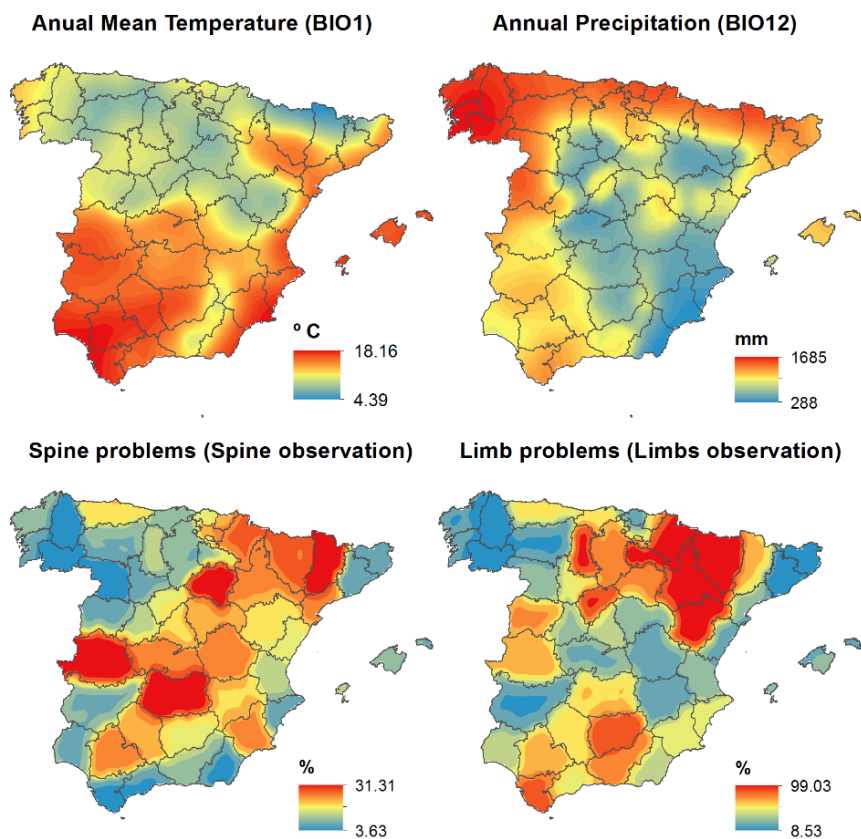 Anual Mean Temperature (BIO1)
Annual Precipitation (BIO12)
º C
18.16
4.39
mm
1685
288
Spine problems (Spine observation)
Limb problems (Limbs observation)
%
31.31
3.63
%
99.03
8.53